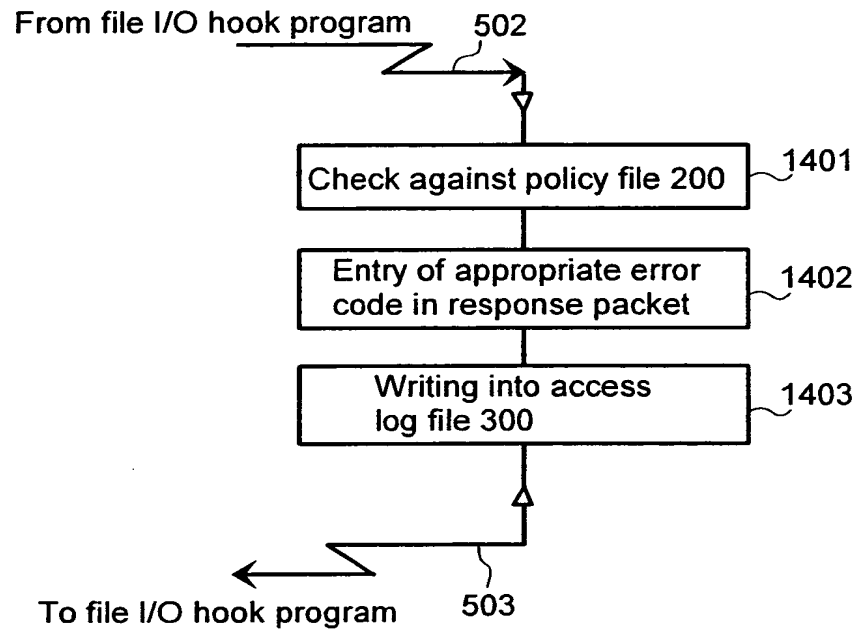 From file I/O hook program
502
Check against policy file 200
1401
Entry of appropriate error
code in response packet
1402
Writing into access
log file 300
1403
503
To file I/O hook program